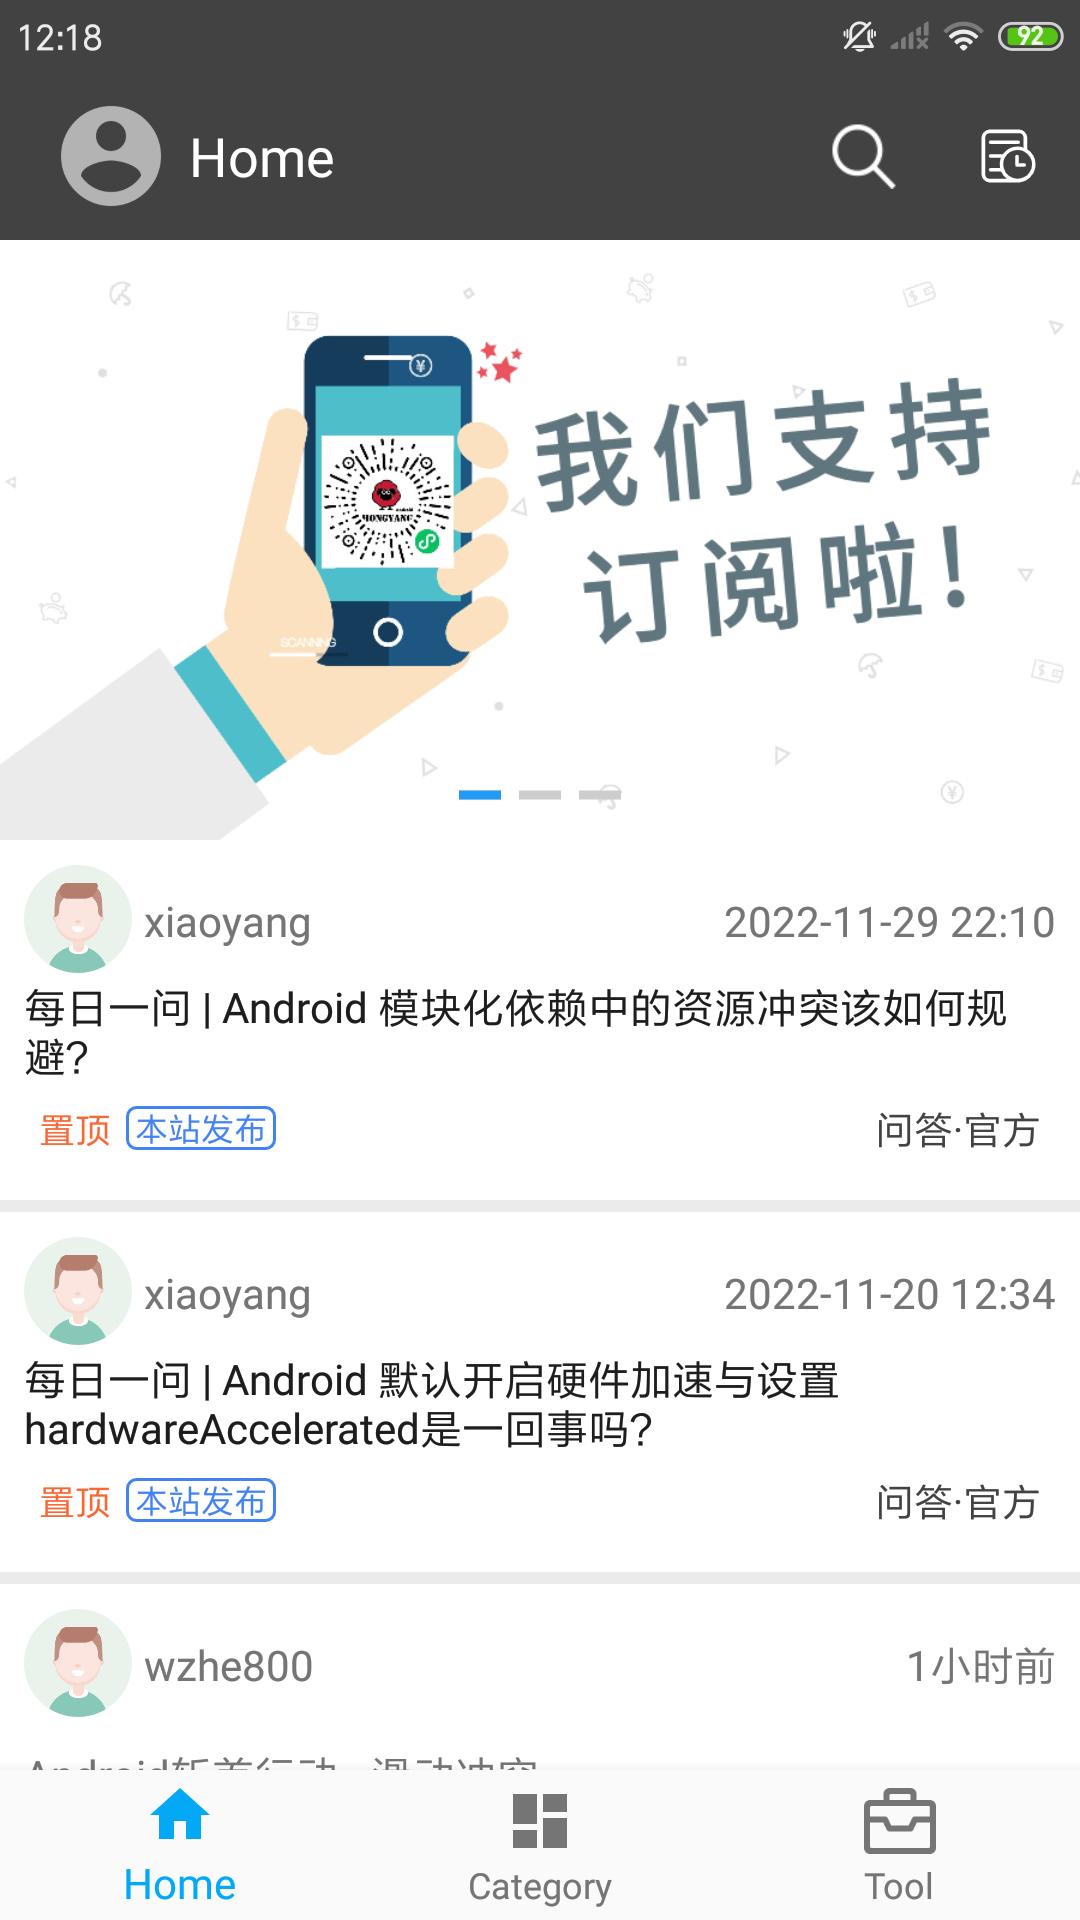 12:18
92
Home
我们支持
订阅啦!
HONGYANG
SCANNING
xiaoyang
2022-11-29 22:10
每日一问 | Android 模块化依赖中的资源冲突该如何规
避?
置顶
本站发布
问答·官方
xiaoyang
2022-11-20 12:34
每日一问 | Android 默认开启硬件加速与设置
hardwareAccelerated是一回事吗?
置顶
本站发布
问答·官方
wzhe800
1小时前
Home
Category
Tool